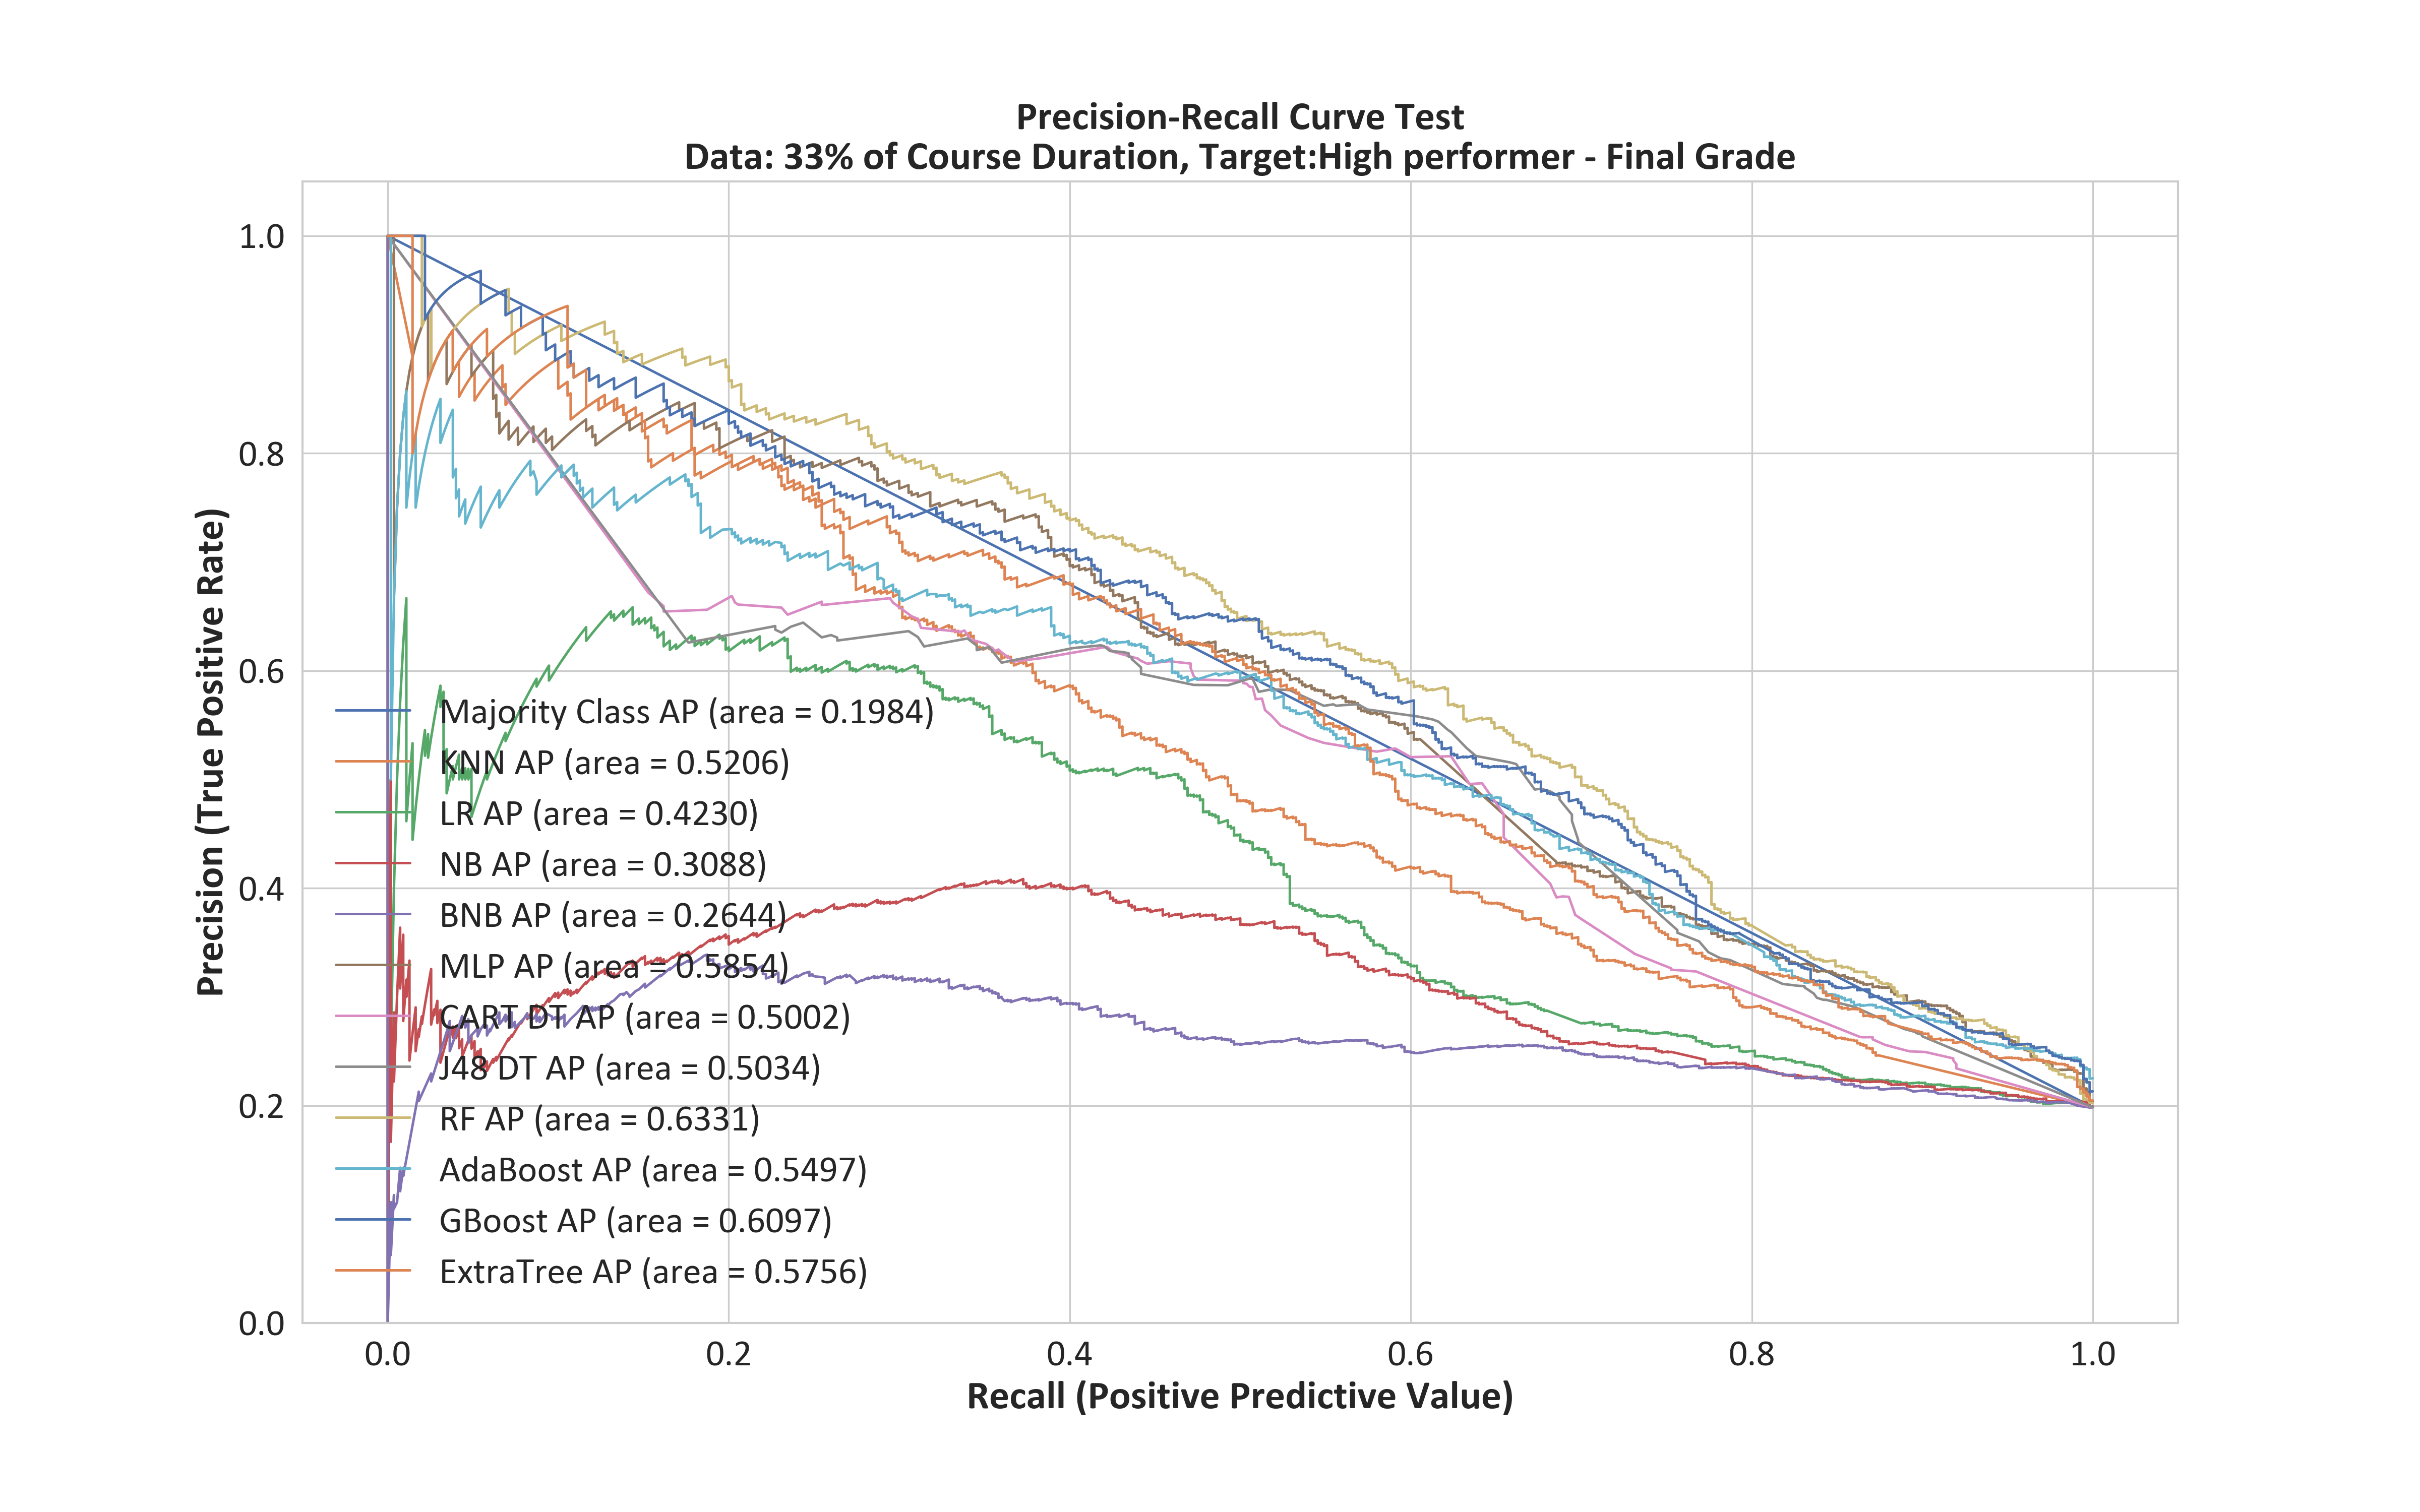 Precision-Recall Curve Test
Data: 33% of Course Duration, Target:High performer - Final Grade
Precision (True Positive Rate)
1.0
0.8
0.6
0.4
0.2
0.0
Majority Class AP (area = 0.1984)
KNN AP (area = 0.5206)
LR AP (area = 0.4230)
NB AP (area = 0.3088)
BNB AP (area = 0.2644)
MLP AP (area = 0.5854)
CART DT AP (area = 0.5002)
J48 DT AP (area = 0.5034)
RF AP (area = 0.6331)
AdaBoost AP (area = 0.5497)
GBoost AP (area = 0.6097)
ExtraTree AP (area = 0.5756)
0.0 0.2 0.4 0.6 0.8 1.0
Recall (Positive Predictive Value)